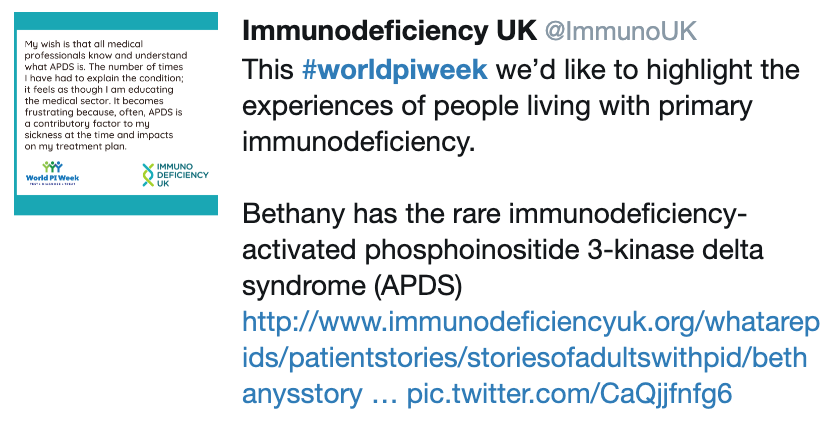 My wish is that all medical
professionals know and understand
what APDS is. The number of times
I have had to explain the condition;
it feels as though I am educating
the medical sector. It becomes
frustrating because, often, APDS is
a contributory factor to my
sickness at the time and impacts
on my treatment plan.
World PI Week
IMMUNO
DEFICIENCY
UK
Immunodeficiency UK @ImmunoUK
This #worldpiweek we’d like to highlight the
experiences of people living with primary
immunodeficiency.
Bethany has the rare immunodeficiency-
activated phosphoinositide 3-kinase delta
syndrome (APDS)
http://www.immunodeficiencyuk.org/whatarep
ids/patientstories/storiesofadultswithpid/beth
anysstory … pic.twitter.com/CaQjjfnfg6